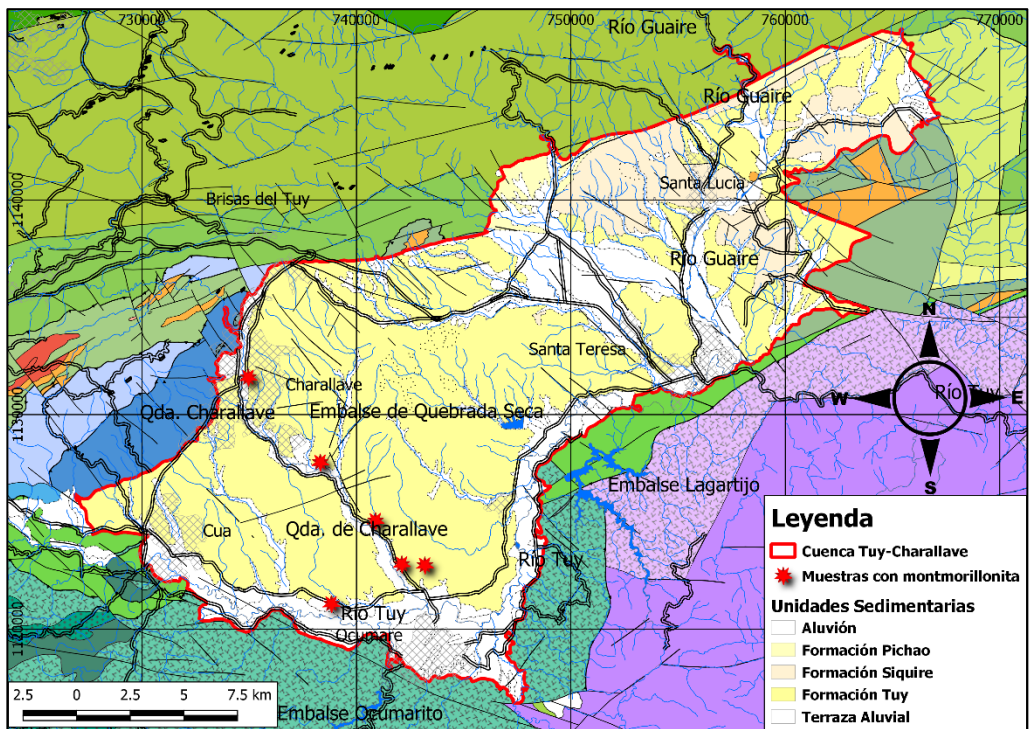 730000
740000
750000
760000
770000
Río Guaire
Río Guaire
1140000
Brisas del Tuy
Santa Lucía
Río Guaire
N
Santa Teresa
Charallave
Río Tuy
W
E
1130000
Qda. Charallave
Embalse de Quebrada Seca
S
Embalse Lagartijo
Leyenda
Cuenca Tuy-Charallave
Muestras con montmorillonita
Unidades Sedimentarias
Aluvión
Formación Pichao
Formación Siquire
Formación Tuy
Terraza Aluvial
Cua
Qda. de Charallave
Río Tuy
1120000
Río Tuy
Ocumare
2.5 0 2.5 5 7.5 km
Embalse Ocumarito